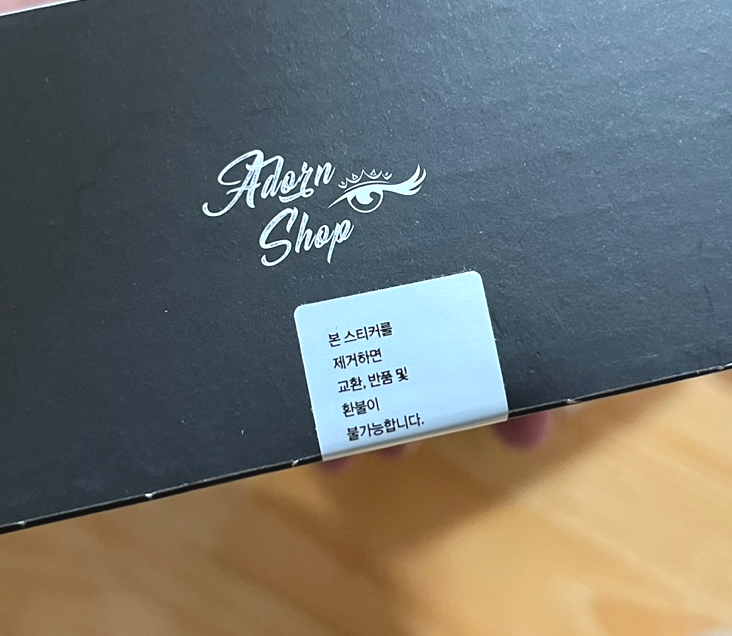 Adorn
Shop
본 스티커를
제거하면
교환, 반품 및
환불이
불가능합니다.